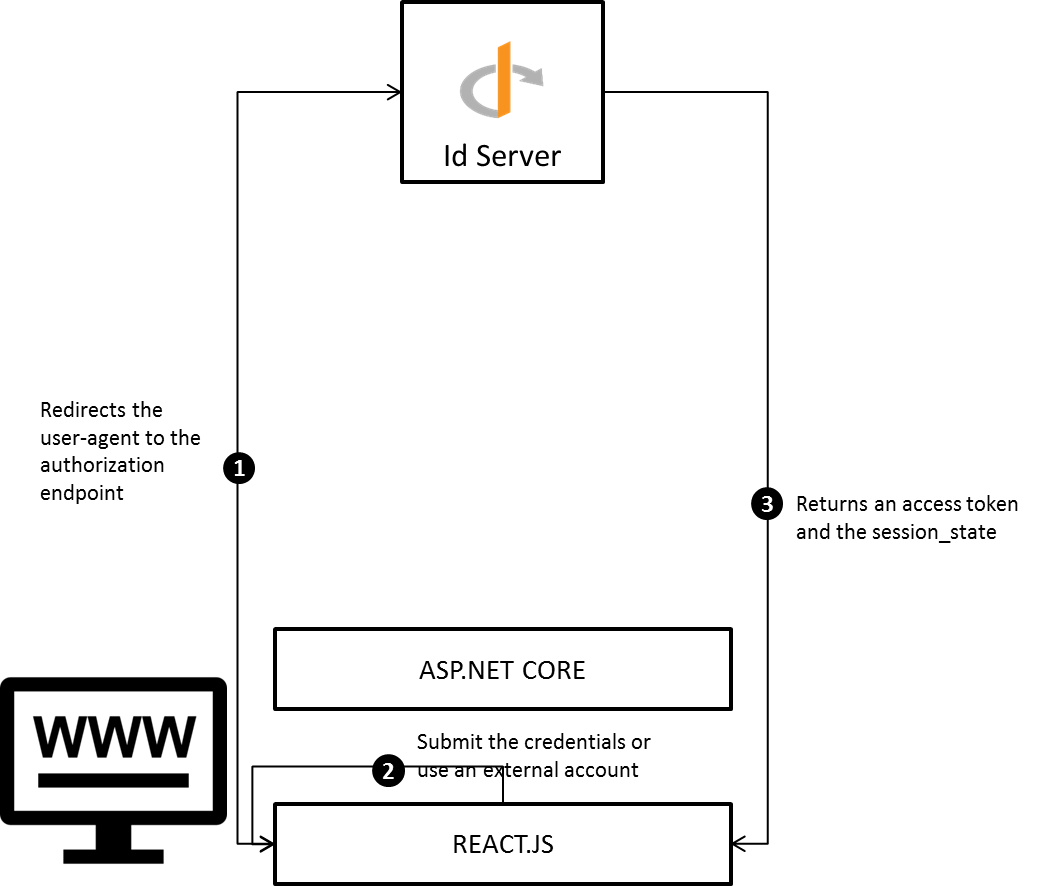 Id Server
Redirects the
user-agent to the
authorization
endpoint
1
3
Returns an access token
and the session_state
ASP.NET CORE
WWW
Submit the credentials or
use an external account
2
REACT.JS